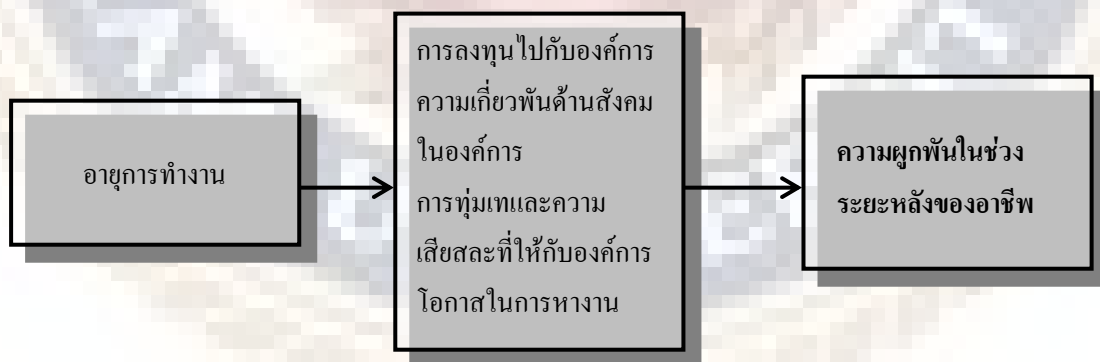 อายุการทำงาน
การลงทุนไปกับองค์การ
ความเกี่ยวพันด้านสังคม
ในองค์การ
การทุ่มเทและความ
เสียสละที่ให้กับองค์การ
โอกาสในการหางาน
ความผูกพันในช่วง
ระยะหลังของอาชีพ